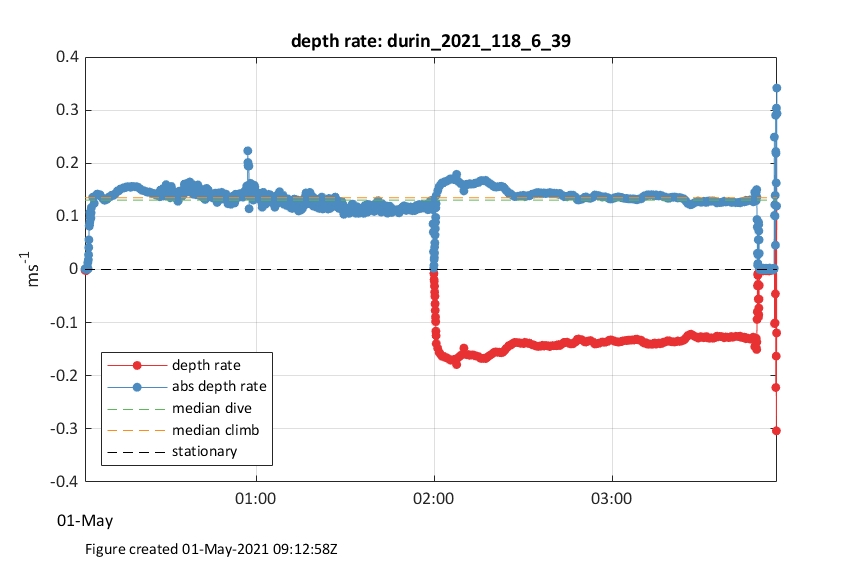 depth rate: durin_2021_118_6_39
0.4
0.3
0.2
0.1
0
-0.1
-0.2
-0.3
-0.4
ms-1
depth rate
abs depth rate
median dive
median climb
stationary
01:00
02:00
03:00
01-May
Figure created 01-May-2021 09:12:58Z